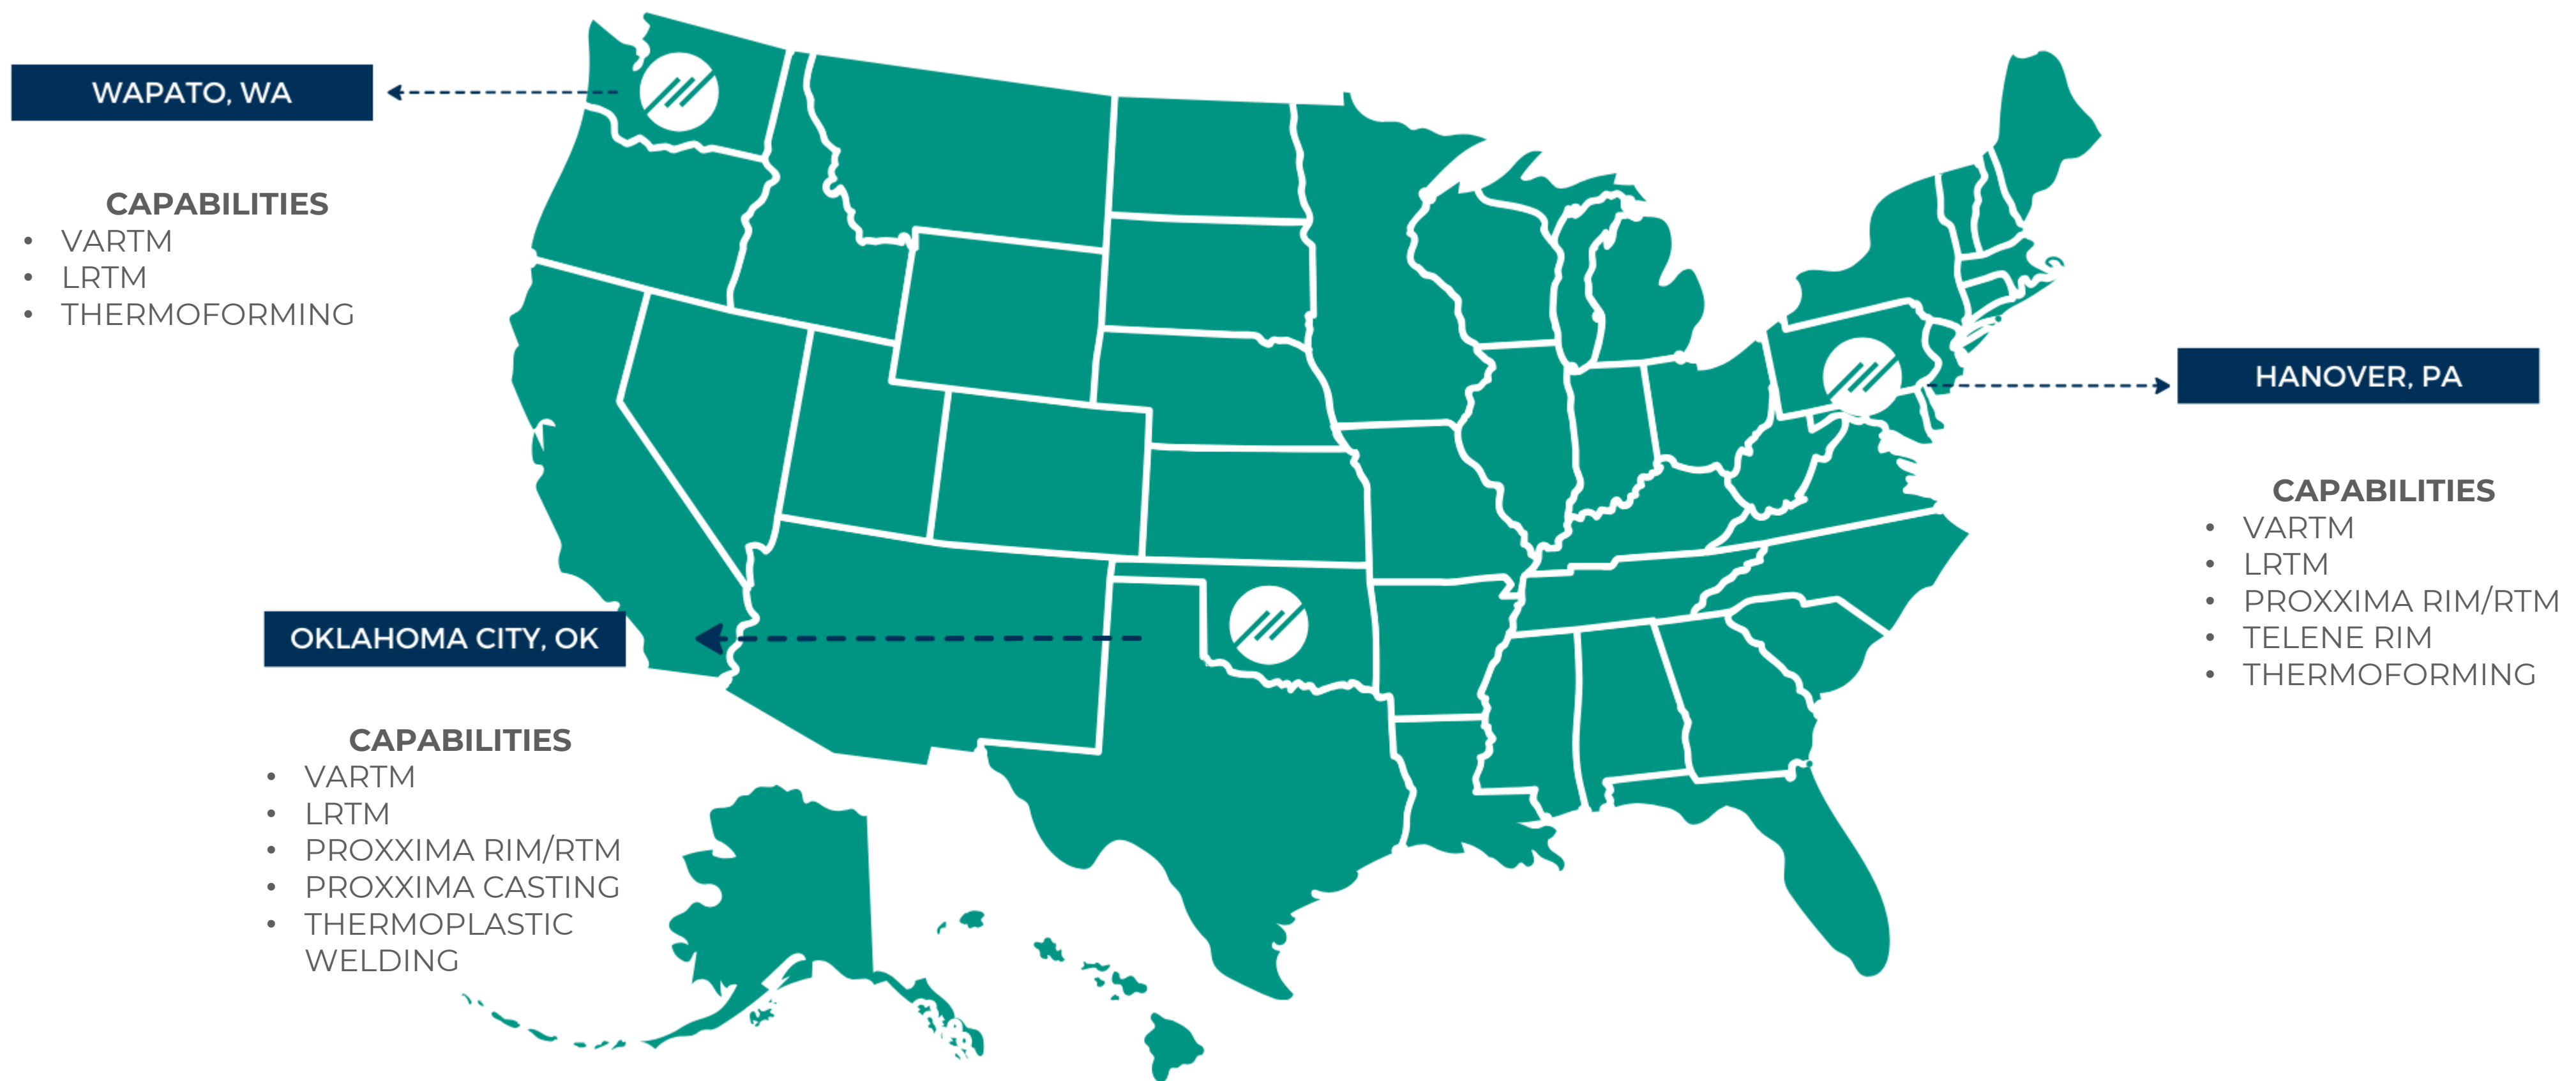 WAPATO, WA
CAPABILITIES
• VARTM
• LRTM
• THERMOFORMING
HANOVER, PA
CAPABILITIES
• VARTM
• LRTM
• PROXXIMA RIM/RTM
• TELENE RIM
• THERMOFORMING
OKLAHOMA CITY, OK
CAPABILITIES
• VARTM
• LRTM
• PROXXIMA RIM/RTM
• PROXXIMA CASTING
• THERMOPLASTIC
WELDING